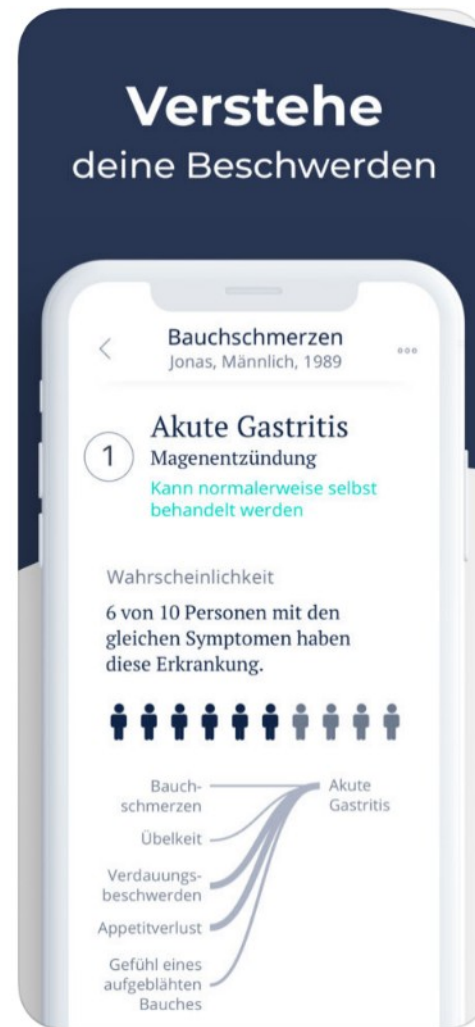 Verstehe
deine Beschwerden
Bauchschmerzen
Jonas, Männlich, 1989
1
Akute Gastritis
Magenentzündung
Kann normalerweise selbst
behandelt werden
Wahrscheinlichkeit
6 von 10 Personen mit den
gleichen Symptomen haben
diese Erkrankung.
Bauch-
schmerzen
Akute
Gastritis
Übelkeit
Verdauungs-
beschwerden
Appetitverlust
Gefühl eines
aufgeblähten
Bauches